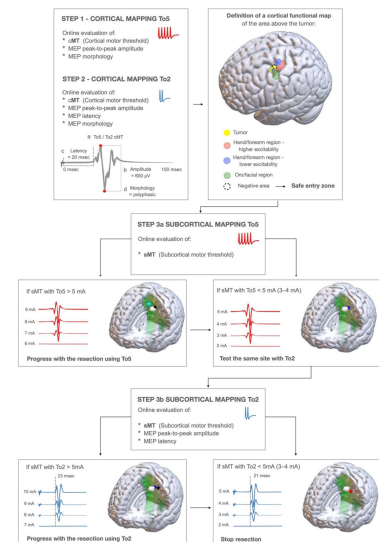 STEP 1 - CORTICAL MAPPING To5
Online evaluation of:
* cMT (Cortical motor threshold)
* MEP peak-to-peak amplitude
* MEP morphology
STEP 2 - CORTICAL MAPPING To2
Online evaluation of:
* cMT (Cortical motor threshold)
* MEP peak-to-peak amplitude
* MEP latency
* MEP morphology
a To5 / To2 cMT
c Latency
= 20 msec
0 msec
100 msec
b Amplitude
= 600 µV
d Morphology
= polyphasic
Definition of a cortical functional map
of the area above the tumor:
Tumor
Hand/forearm region -
higher excitability
Hand/forearm region -
lower excitability
Oro/facial region
Negative area → Safe entry zone
STEP 3a SUBCORTICAL MAPPING To5
Online evaluation of:
* sMT (Subcortical motor threshold)
If sMT with To5 > 5 mA
9 mA
8 mA
7 mA
6 mA
Progress with the resection using To5
If sMT with To5 < 5 mA (3–4 mA)
5 mA
4 mA
3 mA
2 mA
Test the same site with To2
STEP 3b SUBCORTICAL MAPPING To2
Online evaluation of:
* sMT (Subcortical motor threshold)
* MEP peak-to-peak amplitude
* MEP latency
If sMT with To2 > 5mA
23 msec
10 mA
9 mA
8 mA
7 mA
Progress with the resection using To2
If sMT with To2 < 5mA (3–4 mA)
21 msec
5 mA
4 mA
3 mA
2 mA
Stop resection